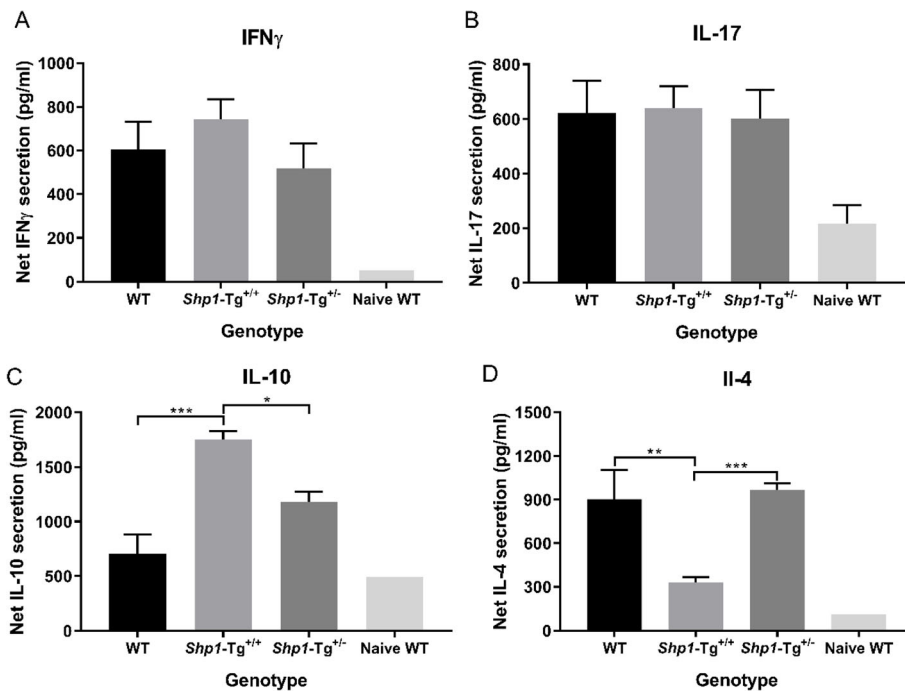 A
IFNγ
Net IFNγ secretion (pg/ml)
1000
800
600
400
200
0
WT
Shp1-Tg+/+
Shp1-Tg+/-
Naive WT
Genotype
B
IL-17
Net IL-17 secretion (pg/ml)
800
600
400
200
0
WT
Shp1-Tg+/+
Shp1-Tg+/-
Naive WT
Genotype
C
IL-10
Net IL-10 secretion (pg/ml)
2000
1500
1000
500
0
***
*
WT
Shp1-Tg+/+
Shp1-Tg+/-
Naive WT
Genotype
D
Il-4
Net IL-4 secretion (pg/ml)
1500
1200
900
600
300
0
**
***
WT
Shp1-Tg+/+
Shp1-Tg+/-
Naive WT
Genotype